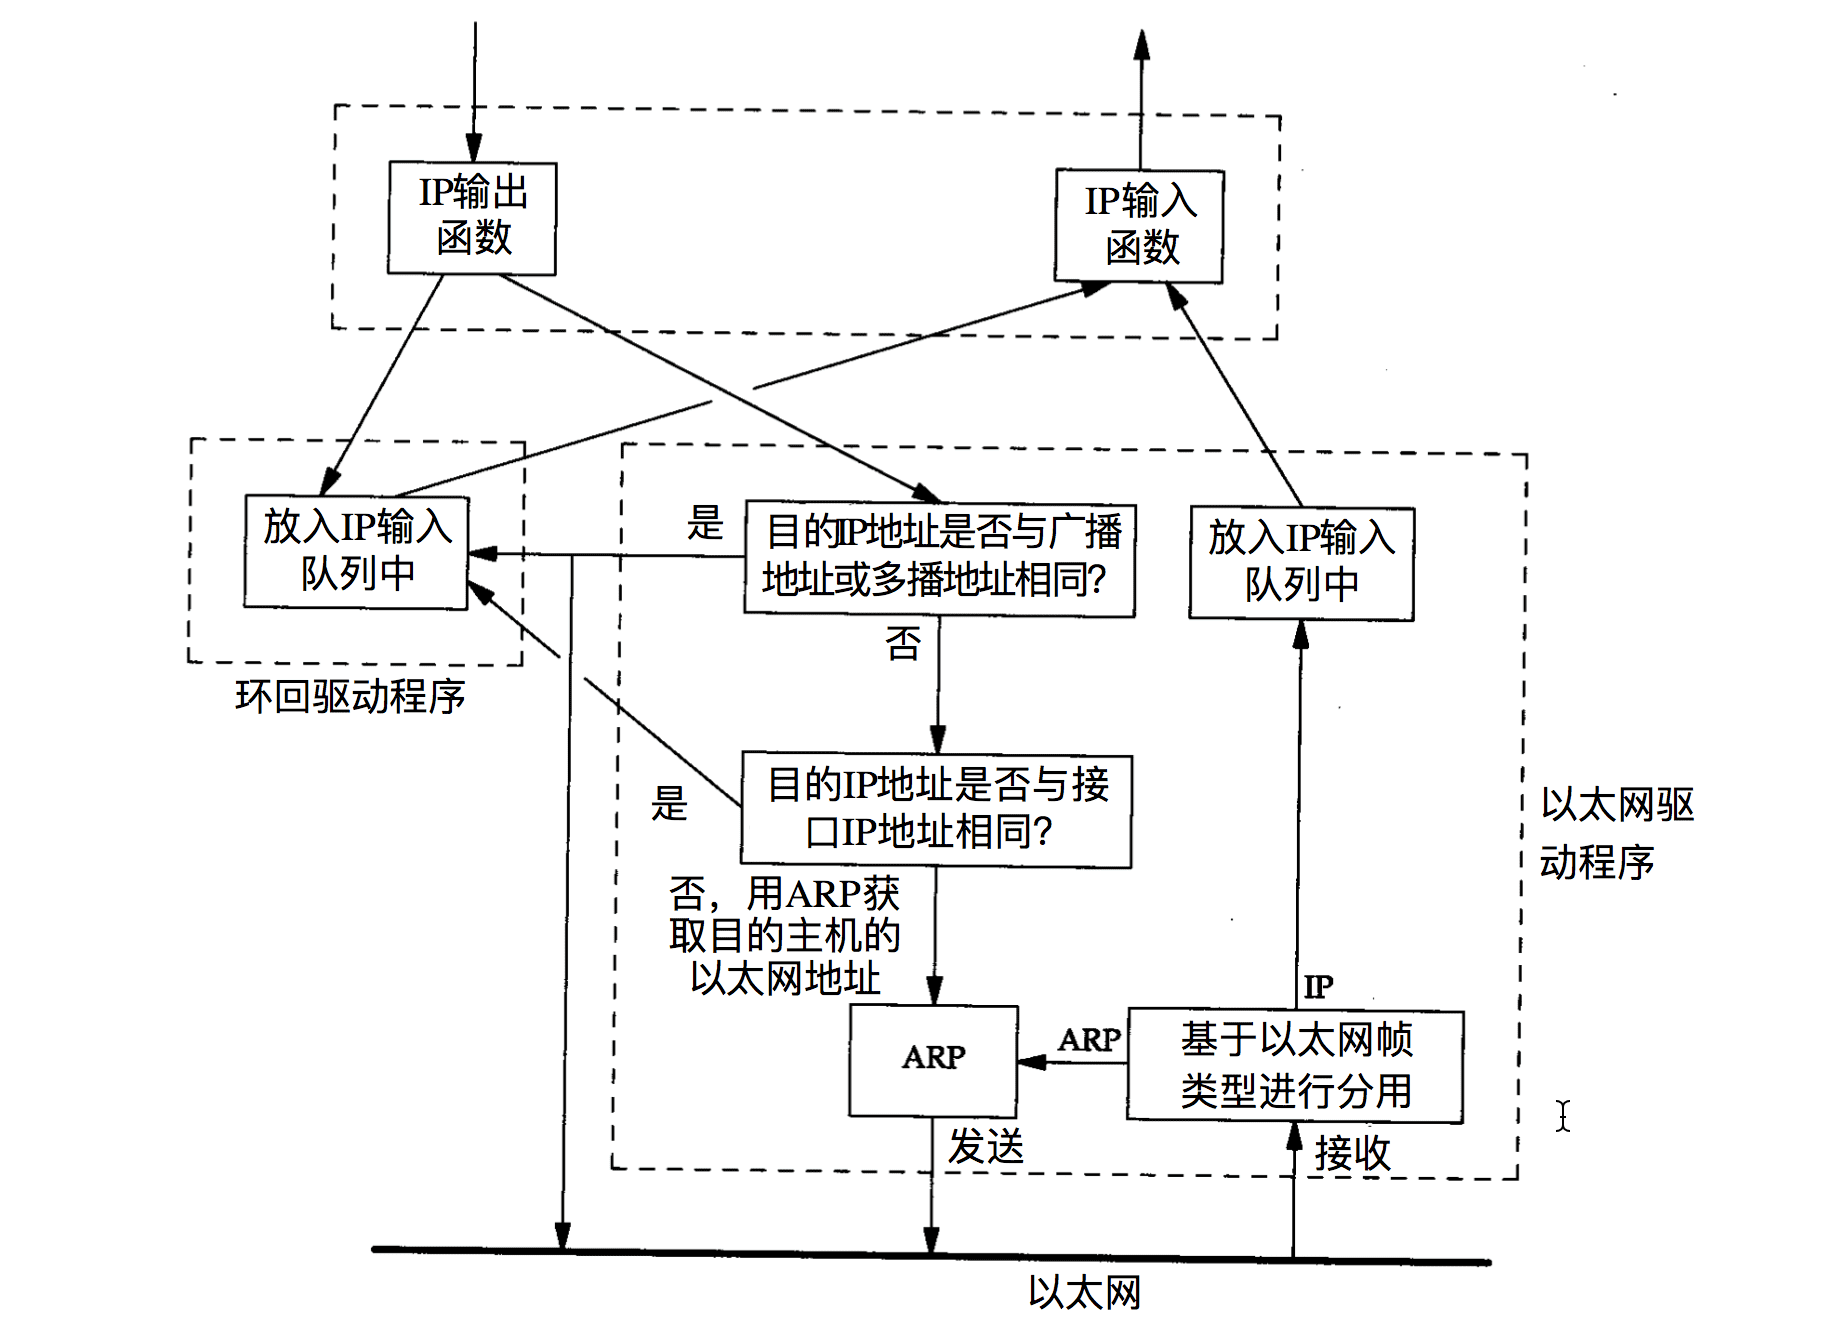 IP输出
函数
IP输入
函数
放入IP输入
队列中
环回驱动程序
是
目的IP地址是否与广播
地址或多播地址相同?
放入IP输入
队列中
否
是
目的IP地址是否与接
口IP地址相同?
以太网驱
动程序
否，用ARP获
取目的主机的
以太网地址
ARP
ARP
IP
基于以太网帧
类型进行分用
发送
接收
以太网